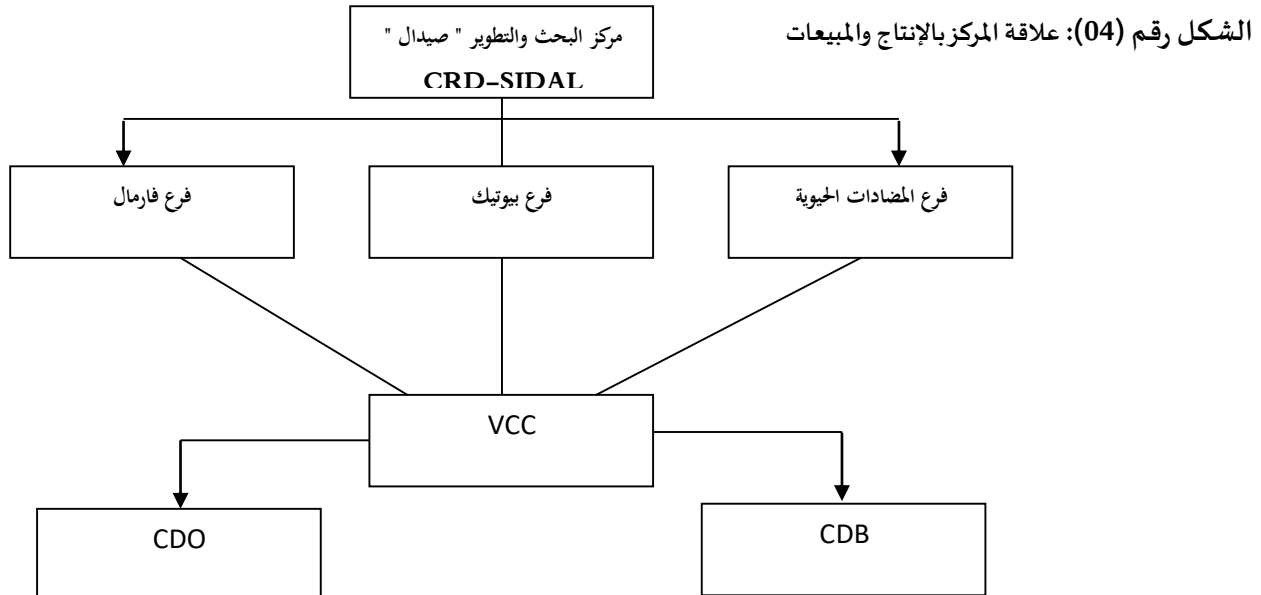 الشكل رقم (04): علاقة المركز بالإنتاج والمبيعات
مركز البحث والتطوير " صيدال "
CRD-SIDAL
فرع المضادات الحيوية
فرع بيوتيك
فرع فارمال
VCC
CDB
CDO